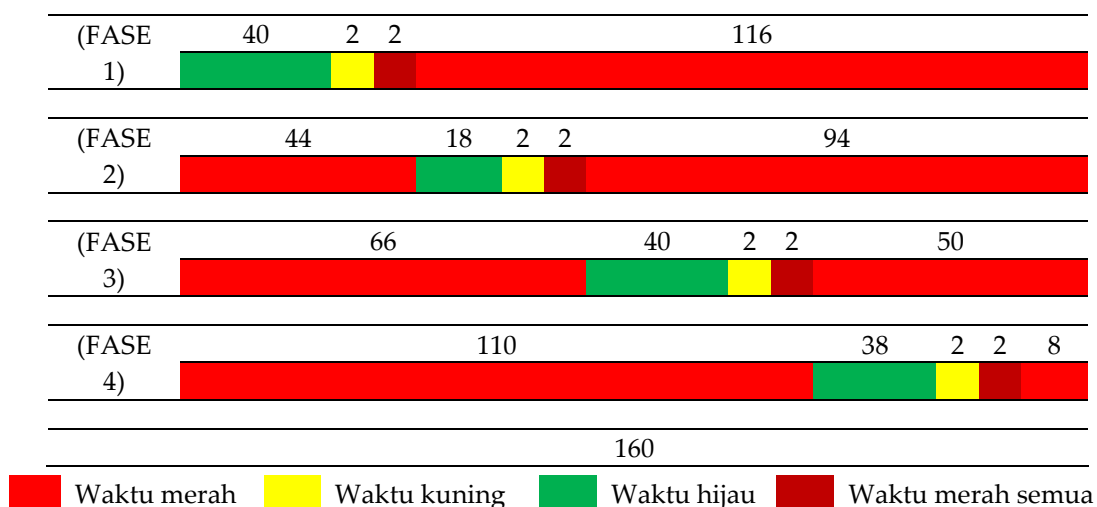 (FASE 40 2 2 116
1)
(FASE 44 18 2 2 94
2)
(FASE 66 40 2 2 50
3)
(FASE 110 38 2 2 8
4)
160
Waktu merah Waktu kuning Waktu hijau Waktu merah semua